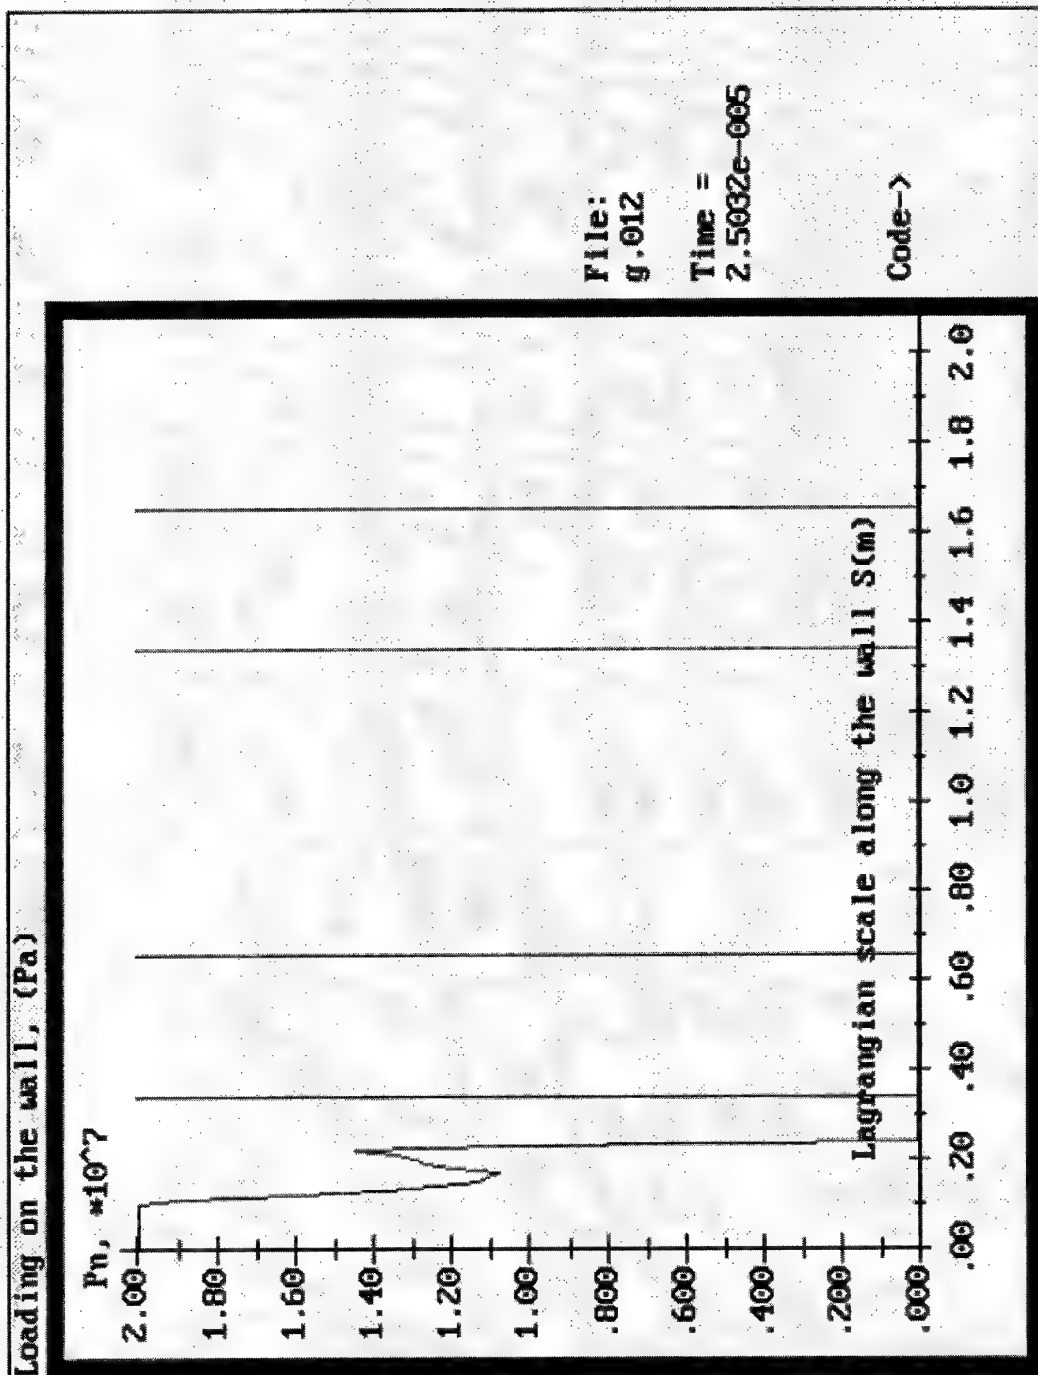 Loading on the wall, (Pa)
Pn, *10^7
2.00
1.80
1.60
1.40
1.20
1.00
.800
.600
.400
.200
.000
Lagrangian scale along the wall S(m)
.00 .20 .40 .60 .80 1.0 1.2 1.4 1.6 1.8 2.0
File:
g.012
Time =
2.5032e-005
Code->